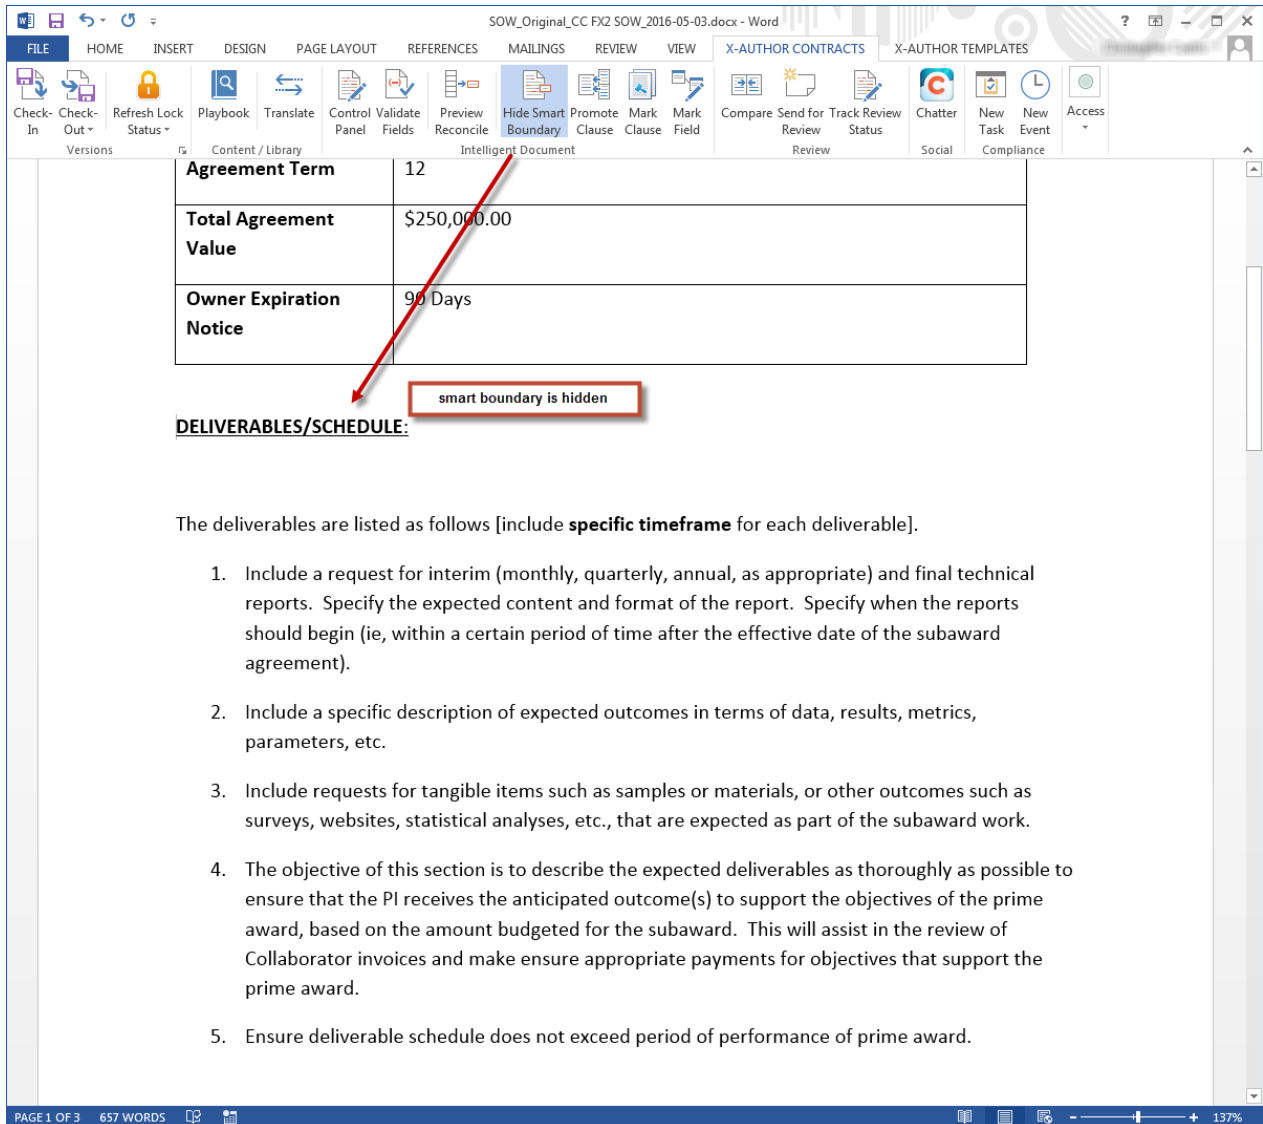 SOW_Original_CC FX2 SOW_2016-05-03.docx - Word
?
FILE HOME INSERT DESIGN PAGE LAYOUT REFERENCES MAILINGS REVIEW VIEW X-AUTHOR CONTRACTS X-AUTHOR TEMPLATES
Check- Check- Refresh Lock Playbook Translate Control Validate Preview Hide Smart Promote Mark Mark Compare Send for Track Review Chatter New New Access
In Out Status Panel Fields Reconcile Boundary Clause Clause Field Review Status Task Event
Versions Content / Library Intelligent Document Review Social Compliance
Agreement Term 12
Total Agreement $250,000.00
Value
Owner Expiration 90 Days
Notice
smart boundary is hidden
DELIVERABLES/SCHEDULE:
The deliverables are listed as follows [include specific timeframe for each deliverable].
1. Include a request for interim (monthly, quarterly, annual, as appropriate) and final technical
reports. Specify the expected content and format of the report. Specify when the reports
should begin (ie, within a certain period of time after the effective date of the subaward
agreement).
2. Include a specific description of expected outcomes in terms of data, results, metrics,
parameters, etc.
3. Include requests for tangible items such as samples or materials, or other outcomes such as
surveys, websites, statistical analyses, etc., that are expected as part of the subaward work.
4. The objective of this section is to describe the expected deliverables as thoroughly as possible to
ensure that the PI receives the anticipated outcome(s) to support the objectives of the prime
award, based on the amount budgeted for the subaward. This will assist in the review of
Collaborator invoices and make ensure appropriate payments for objectives that support the
prime award.
5. Ensure deliverable schedule does not exceed period of performance of prime award.
PAGE 1 OF 3 657 WORDS 137%